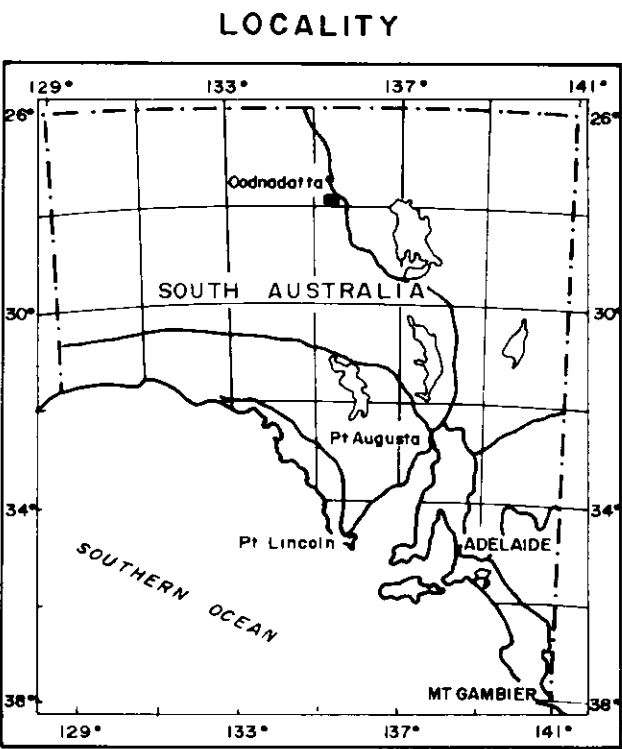 LOCALITY
129° 133° 137° 141°
26° 26°
Oodnadatta
SOUTH AUSTRALIA
30° 30°
Pt Augusta
34° 34°
Pt Lincoln ADELAIDE
SOUTHERN OCEAN
MT GAMBIER
38° 38°
129° 133° 137° 141°